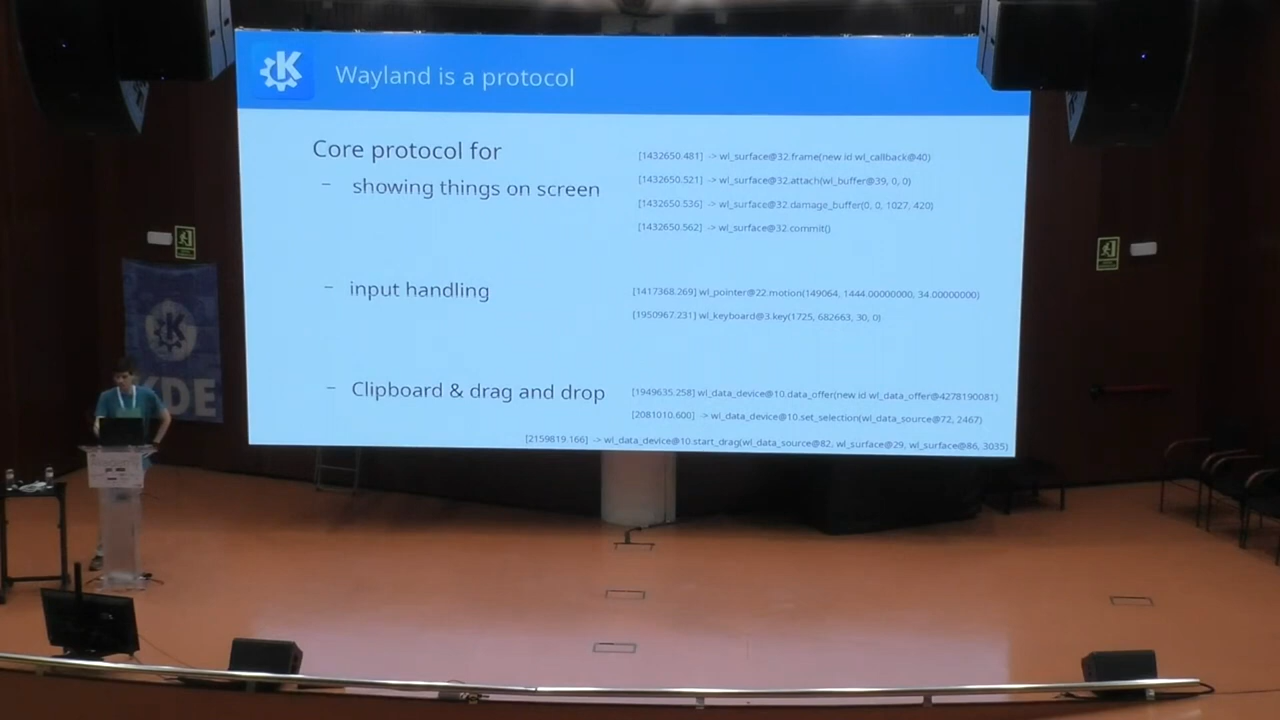 Wayland is a protocol
Core protocol for
– showing things on screen
[1432650.481] -> wl_surface@32.frame(new id wl_callback@40)
[1432650.521] -> wl_surface@32.attach(wl_buffer@39, 0, 0)
[1432650.536] -> wl_surface@32.damage_buffer(0, 0, 1027, 420)
[1432650.562] -> wl_surface@32.commit()
– input handling
[1417368.269] wl_pointer@22.motion(149064, 1444.00000000, 34.00000000)
[1950967.231] wl_keyboard@3.key(1725, 682663, 30, 0)
– Clipboard & drag and drop
[1949635.258] wl_data_device@10.data_offer(new id wl_data_offer@4278190081)
[2081010.600] -> wl_data_device@10.set_selection(wl_data_source@72, 2467)
[2159819.166] -> wl_data_device@10.start_drag(wl_data_source@82, wl_surface@29, wl_surface@86, 3035)
KDE